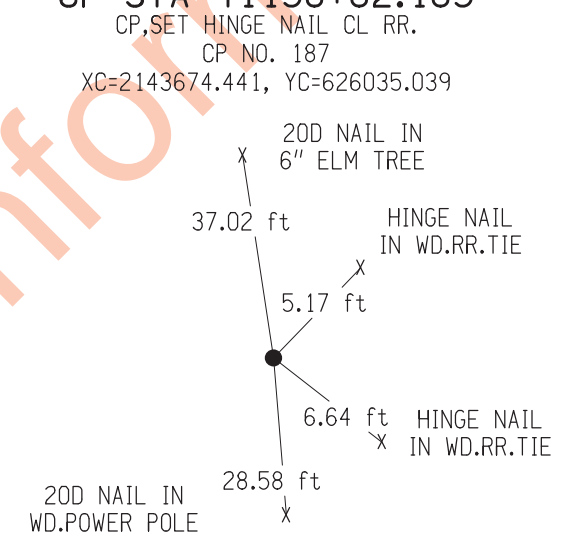 CP,SET HINGE NAIL CL RR.
CP NO. 187
XC=2143674.441, YC=626035.039
20D NAIL IN
6" ELM TREE
37.02 ft
HINGE NAIL
IN WD.RR.TIE
5.17 ft
6.64 ft
HINGE NAIL
IN WD.RR.TIE
28.58 ft
20D NAIL IN
WD.POWER POLE